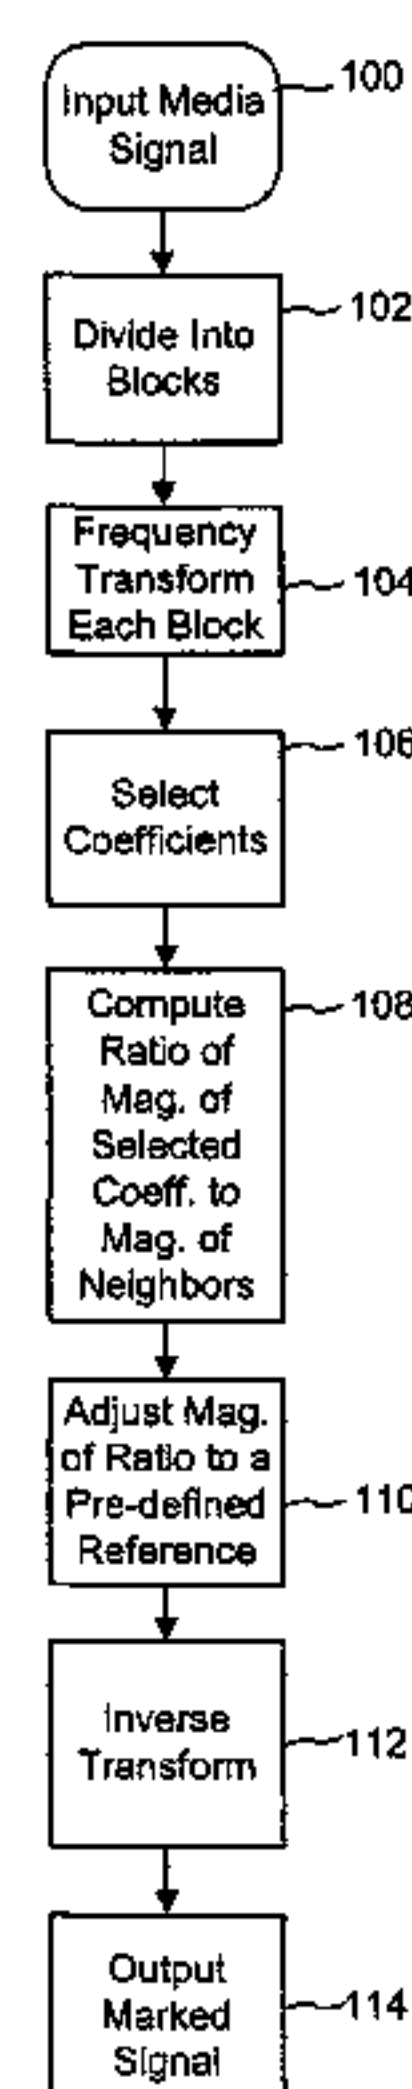 Input Media
Signal
100
Divide Into
Blocks
102
Frequency
Transform
Each Block
104
Select
Coefficients
106
Compute
Ratio of
Mag. of
Selected
Coeff. to
Mag. of
Neighbors
108
Adjust Mag.
of Ratio to a
Pre-defined
Reference
110
Inverse
Transform
112
Output
Marked
Signal
114